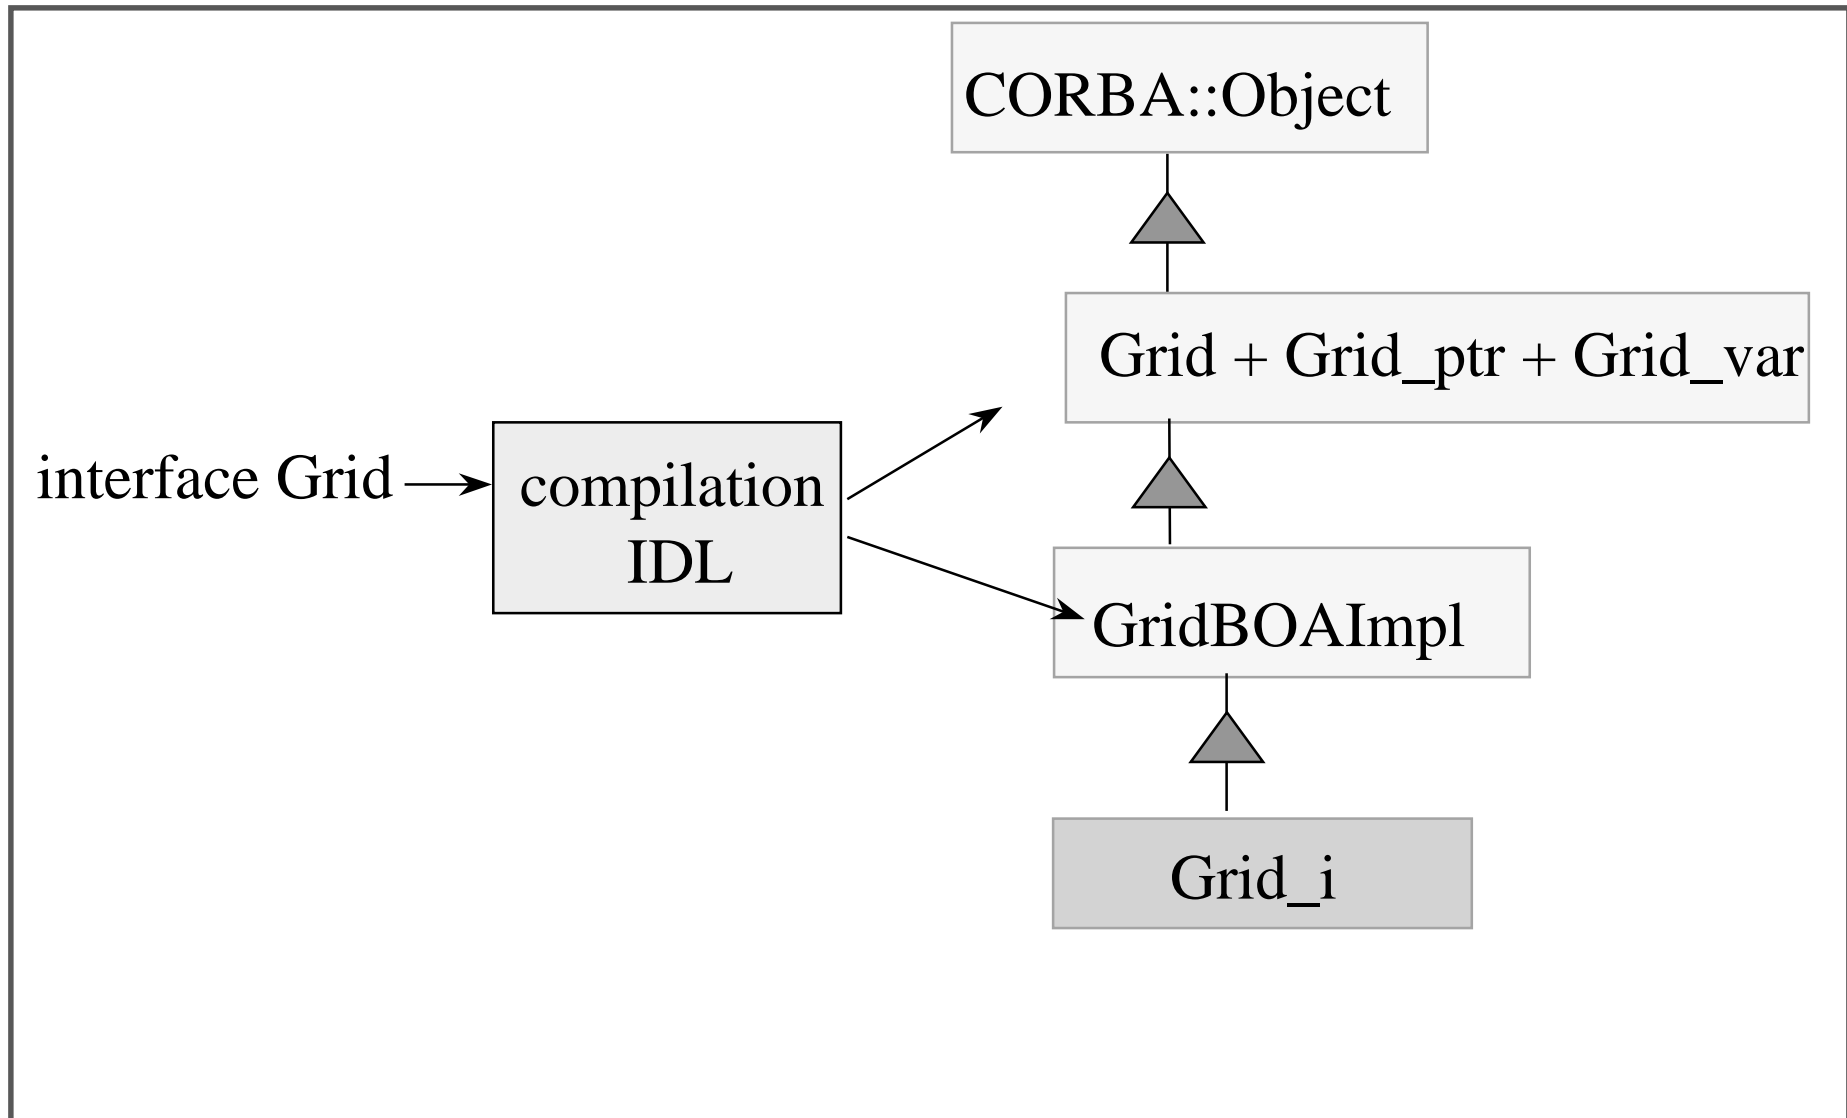 CORBA::Object
Grid + Grid_ptr + Grid_var
interface Grid
compilation
IDL
GridBOAImpl
Grid_i